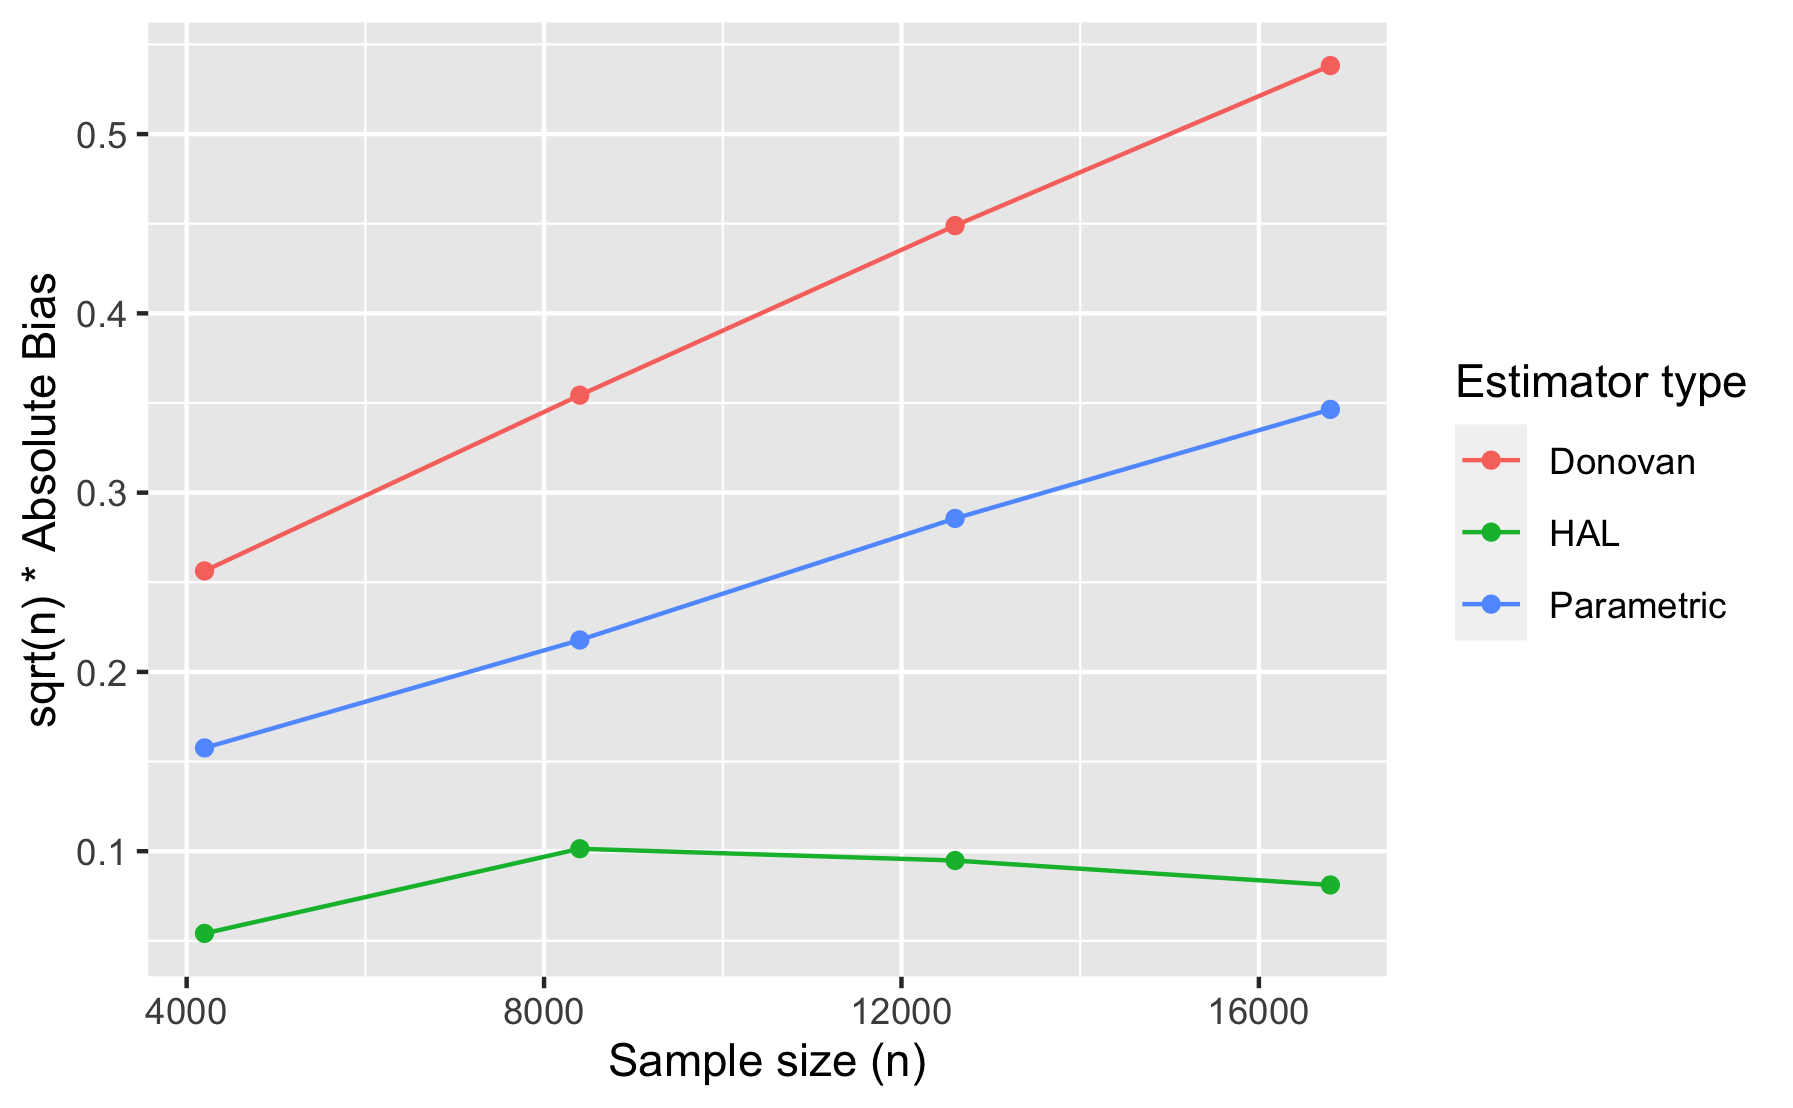 sqrt(n) * Absolute Bias
0.5
0.4
0.3
0.2
0.1
4000 8000 12000 16000
Sample size (n)
Estimator type
Donovan
HAL
Parametric